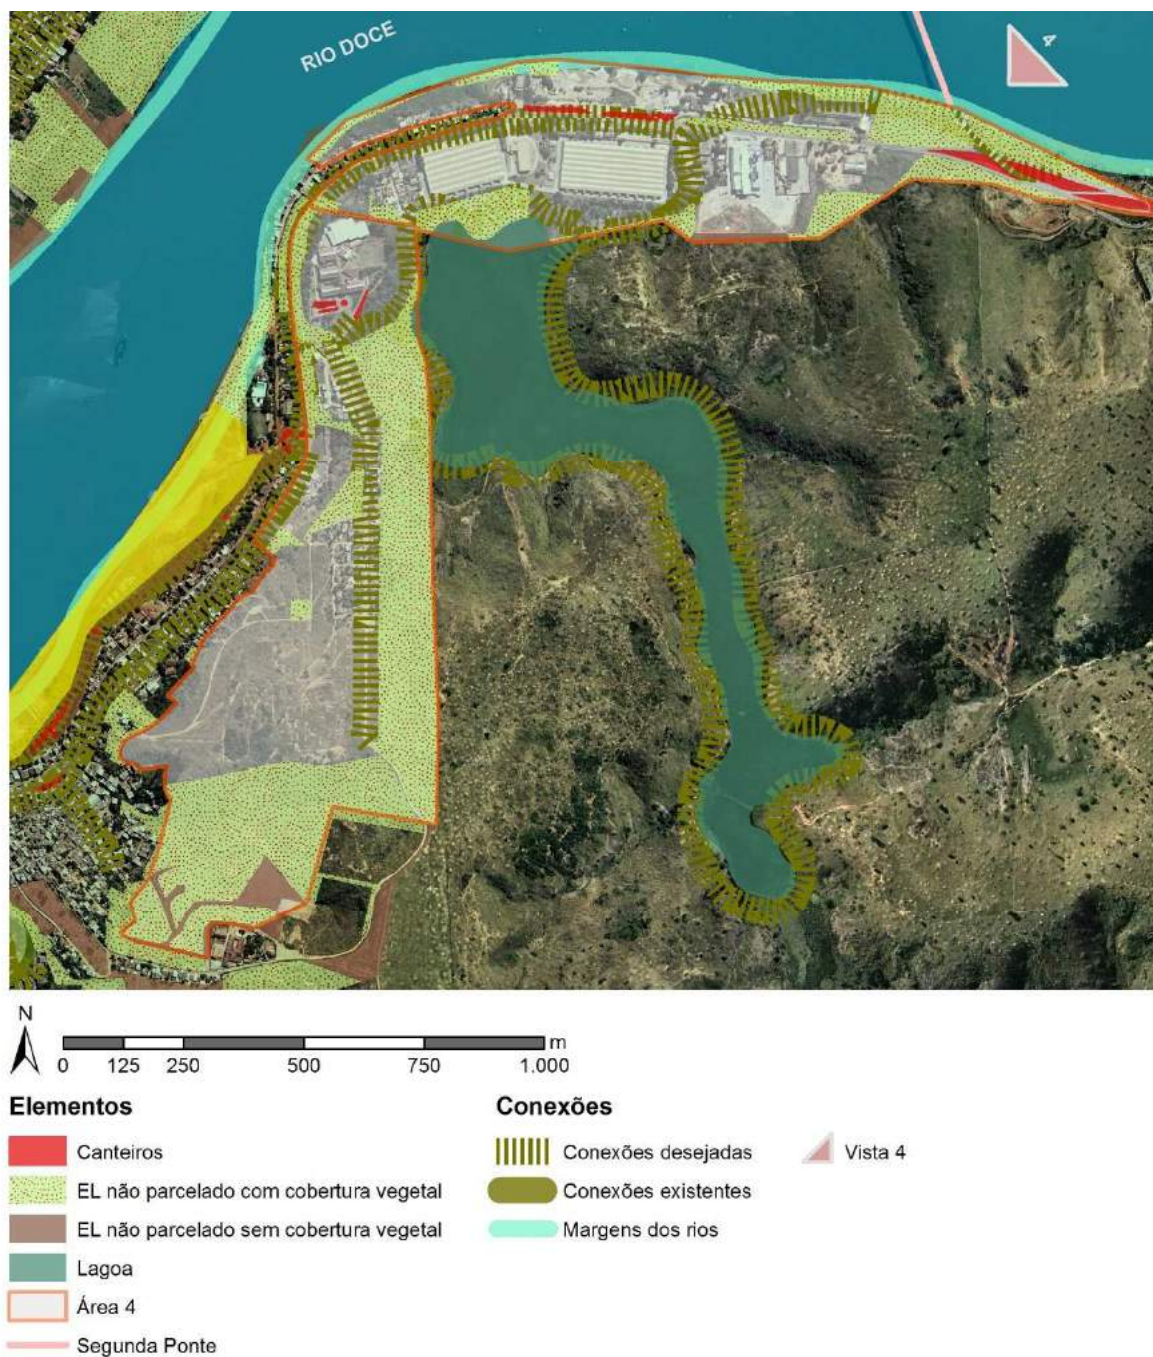 RIO DOCE
4
N
m
0 125 250 500 750 1.000
Elementos
Canteiros
EL não parcelado com cobertura vegetal
EL não parcelado sem cobertura vegetal
Lagoa
Área 4
Segunda Ponte
Conexões
Conexões desejadas
Conexões existentes
Margens dos rios
Vista 4